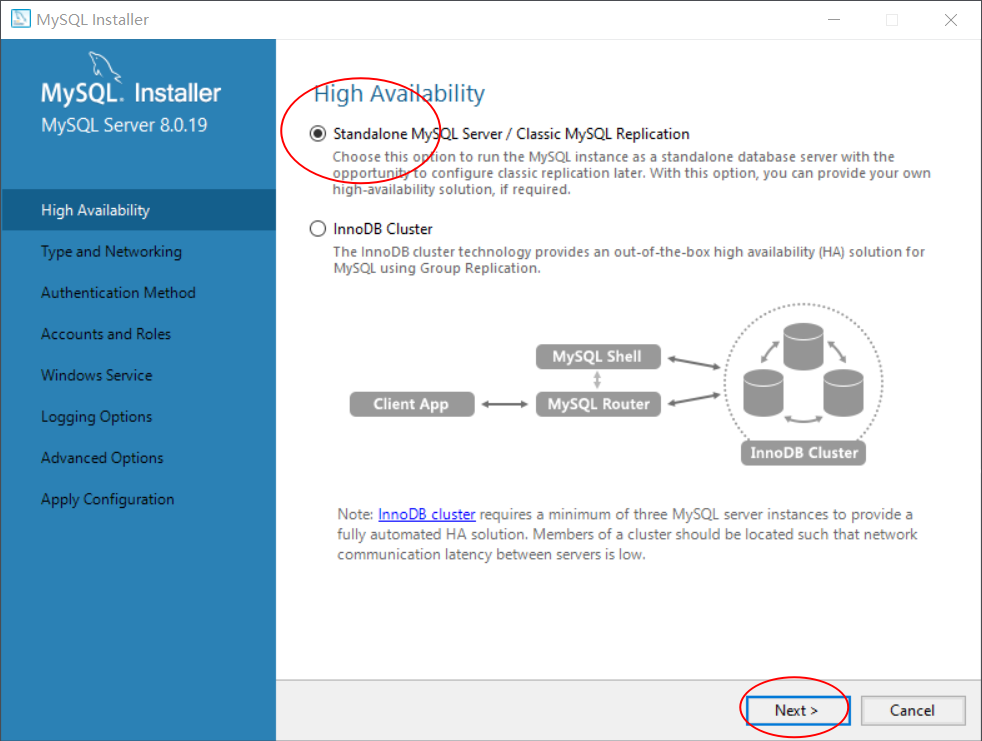 MySQL Installer
MySQL. Installer
MySQL Server 8.0.19
High Availability
Type and Networking
Authentication Method
Accounts and Roles
Windows Service
Logging Options
Advanced Options
Apply Configuration
High Availability
Standalone MySQL Server / Classic MySQL Replication
Choose this option to run the MySQL instance as a standalone database server with the
opportunity to configure classic replication later. With this option, you can provide your own
high-availability solution, if required.
InnoDB Cluster
The InnoDB cluster technology provides an out-of-the-box high availability (HA) solution for
MySQL using Group Replication.
MySQL Shell
Client App
MySQL Router
InnoDB Cluster
Note: InnoDB cluster requires a minimum of three MySQL server instances to provide a
fully automated HA solution. Members of a cluster should be located such that network
communication latency between servers is low.
Next >
Cancel